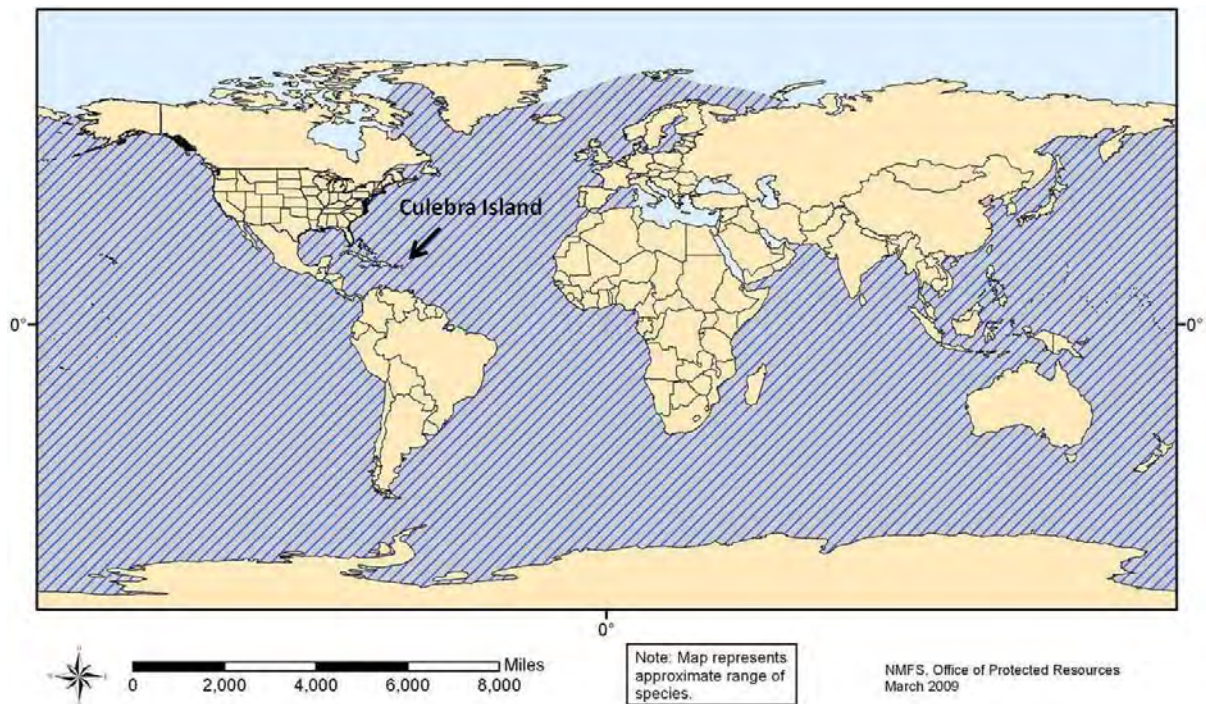 Culebra Island
0°
0°
0°
Miles
0 2,000 4,000 6,000 8,000
Note: Map represents
approximate range of
species.
NMFS, Office of Protected Resources
March 2009